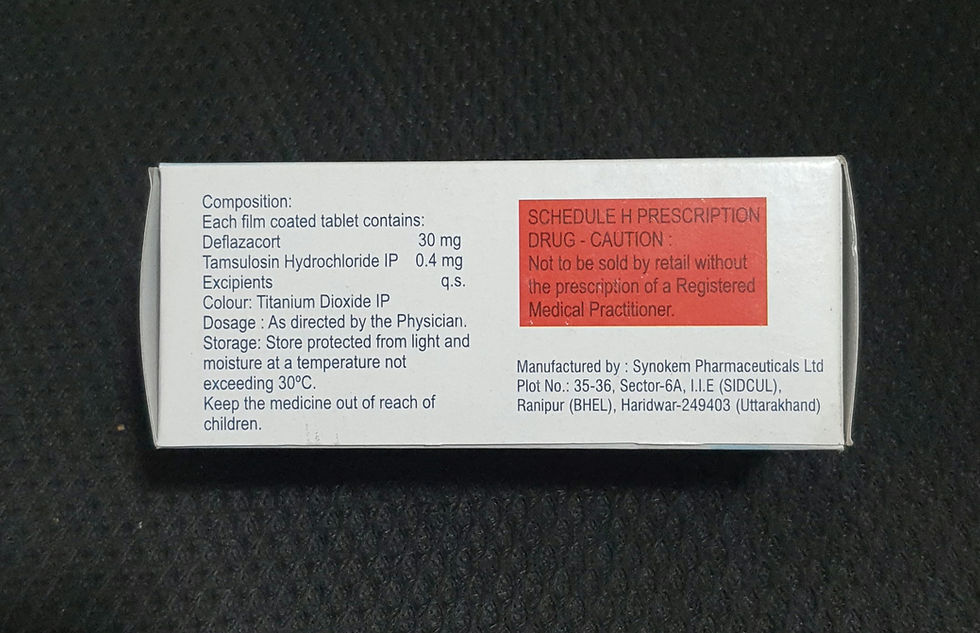 Composition:
Each film coated tablet contains:
Deflazacort 30 mg
Tamsulosin Hydrochloride IP 0.4 mg
Excipients q.s.
Colour: Titanium Dioxide IP
Dosage : As directed by the Physician.
Storage: Store protected from light and
moisture at a temperature not
exceeding 30ºC.
Keep the medicine out of reach of
children.
SCHEDULE H PRESCRIPTION
DRUG - CAUTION :
Not to be sold by retail without
the prescription of a Registered
Medical Practitioner.
Manufactured by : Synokem Pharmaceuticals Ltd
Plot No.: 35-36, Sector-6A, I.I.E (SIDCUL),
Ranipur (BHEL), Haridwar-249403 (Uttarakhand)